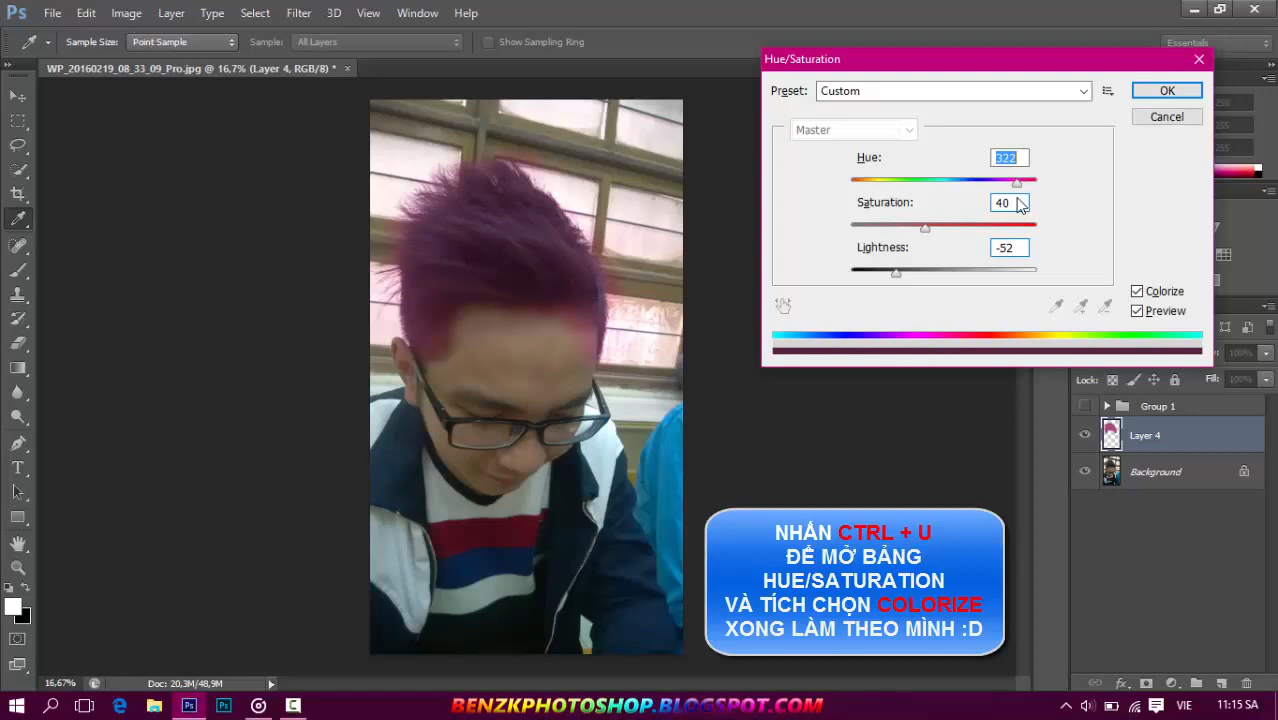 Ps File Edit Image Layer Type Select Filter 3D View Window Help
Sample Size: Point Sample Sample: All Layers Show Sampling Ring Essentials
WP_20160219_08_33_09_Pro.jpg @ 16,7% (Layer 4, RGB/8) * ×
Hue/Saturation
Preset: Custom OK
Cancel
Master
Hue: 322
Saturation: 40
Lightness: -52
Colorize
Preview
255
255
255
100%
Lock: Fill: 100%
Group 1
Layer 4
Background
NHẤN CTRL + U
ĐỂ MỞ BẢNG
HUE/SATURATION
VÀ TÍCH CHỌN COLORIZE
XONG LÀM THEO MÌNH :D
16,67% Doc: 20,3M/48,9M
BENZKPHOTOSHOP.BLOGSPOT.COM
VIE 11:15 SA